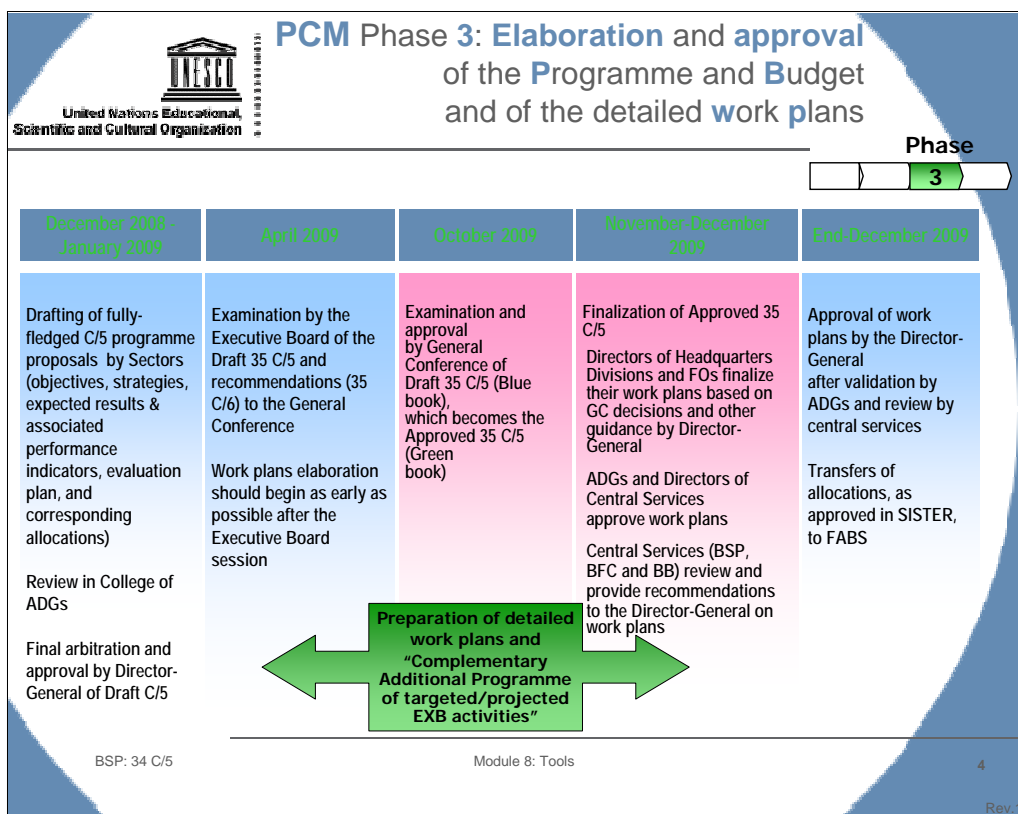 PCM Phase 3: Elaboration and approval
of the Programme and Budget
and of the detailed work plans
UNESCO
United Nations Educational,
Scientific and Cultural Organization
Phase
3
December 2008 -
January 2009
April 2009
October 2009
November-December
2009
End-December 2009
Drafting of fully-
fledged C/5 programme
proposals by Sectors
(objectives, strategies,
expected results &
associated
performance
indicators, evaluation
plan, and
corresponding
allocations)
Review in College of
ADGs
Final arbitration and
approval by Director-
General of Draft C/5
Examination by the
Executive Board of the
Draft 35 C/5 and
recommendations (35
C/6) to the General
Conference
Work plans elaboration
should begin as early as
possible after the
Executive Board
session
Examination and
approval
by General
Conference of
Draft 35 C/5 (Blue
book),
which becomes the
Approved 35 C/5
(Green
book)
Finalization of Approved 35
C/5
Directors of Headquarters
Divisions and FOs finalize
their work plans based on
GC decisions and other
guidance by Director-
General
ADGs and Directors of
Central Services
approve work plans
Central Services (BSP,
BFC and BB) review and
provide recommendations
to the Director-General on
work plans
Approval of work
plans by the Director-
General
after validation by
ADGs and review by
central services
Transfers of
allocations, as
approved in SISTER,
to FABS
Preparation of detailed
work plans and
“Complementary
Additional Programme
of targeted/projected
EXB activities”
BSP: 34 C/5
Module 8: Tools
4
Rev.